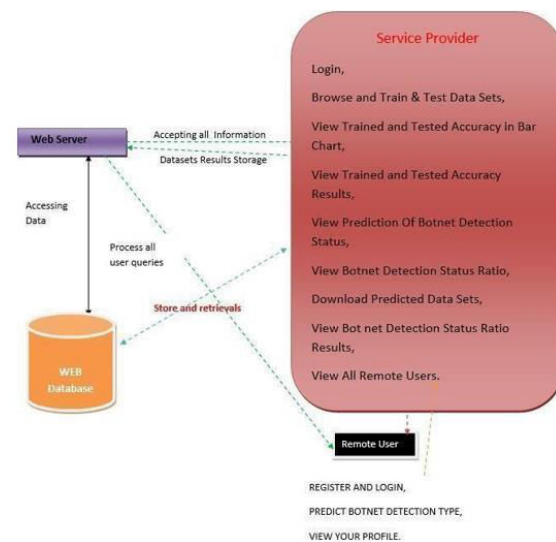 Service Provider
Login,
Browse and Train & Test Data Sets,
View Trained and Tested Accuracy in Bar
Chart,
View Trained and Tested Accuracy
Results,
View Prediction Of Botnet Detection
Status,
View Botnet Detection Status Ratio,
Download Predicted Data Sets,
View Bot net Detection Status Ratio
Results,
View All Remote Users.
Web Server
Accepting all Information
Datasets Results Storage
Accessing
Data
Process all
user queries
Store and retrievals
WEB
Database
Remote User
REGISTER AND LOGIN,
PREDICT BOTNET DETECTION TYPE,
VIEW YOUR PROFILE.